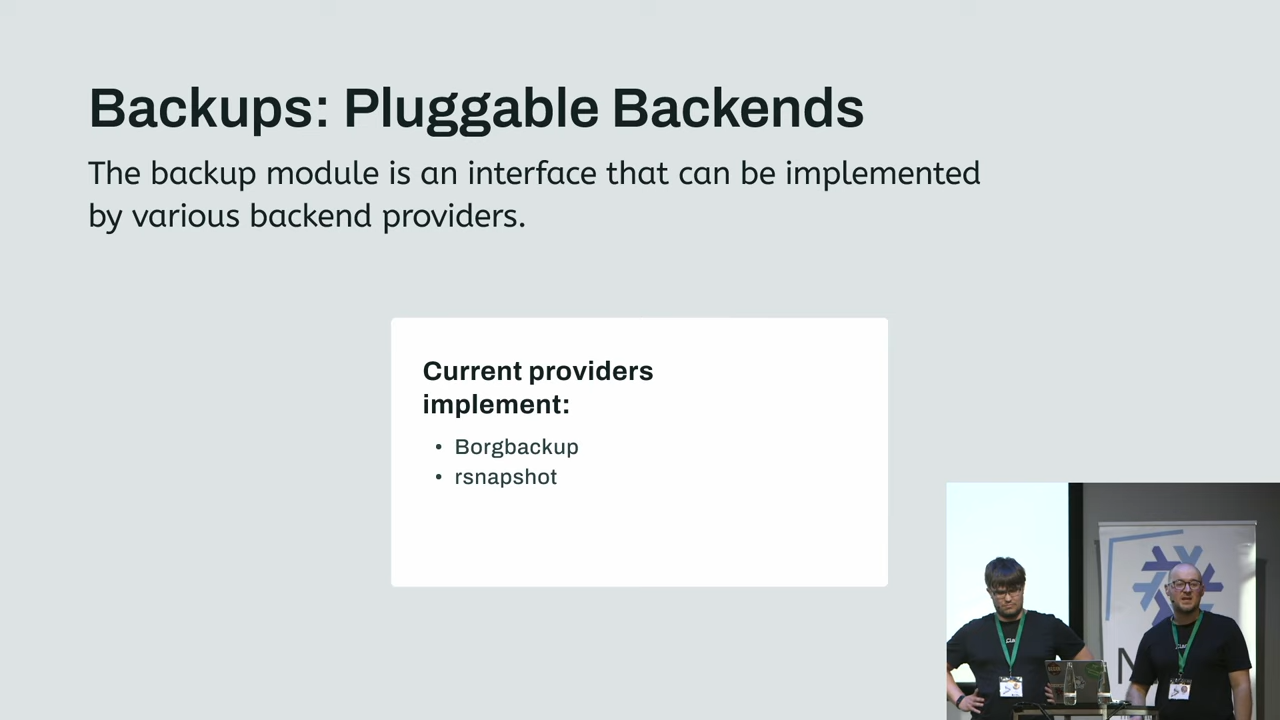 Backups: Pluggable Backends
The backup module is an interface that can be implemented
by various backend providers.
Current providers
implement:
• Borgbackup
• rsnapshot
N